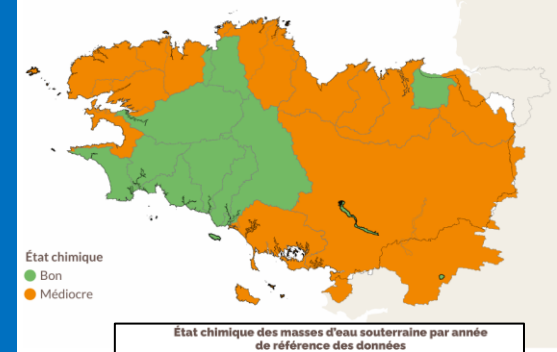 État chimique
Bon
Médiocre
État chimique des masses d'eau souterraine par année
de référence des données